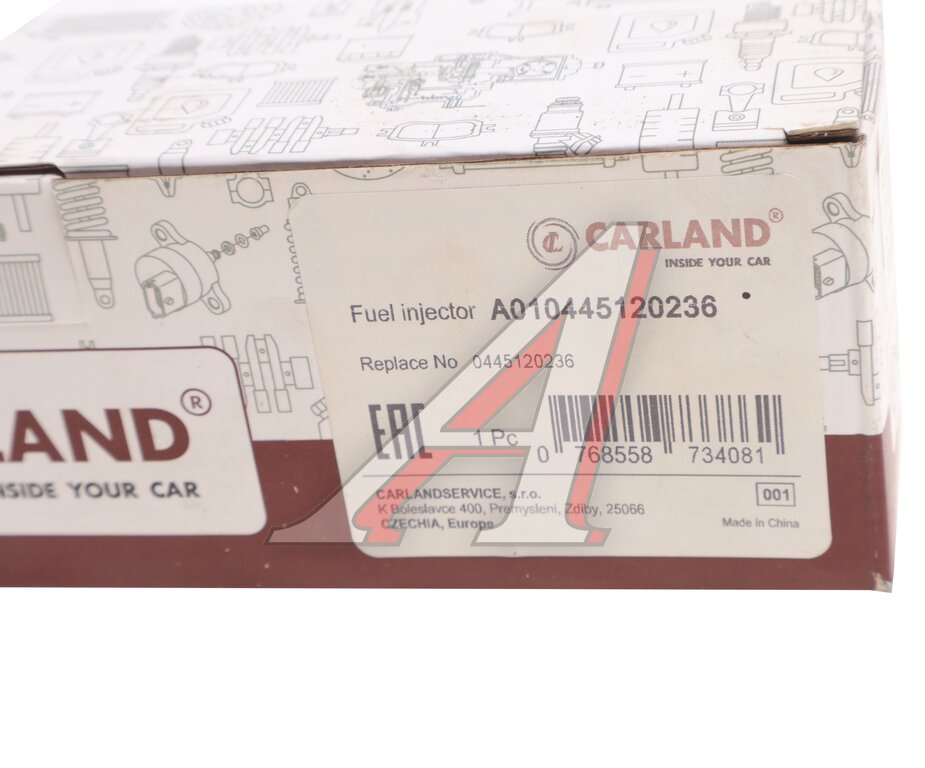 CL CARLAND®
INSIDE YOUR CAR
Fuel injector A010445120236
Replace No 0445120236
EAC 1 Pc
0 768558 734081
CARLANDSERVICE, s.r.o.
K Boleslavce 400, Premysleni, Zdiby, 25066
CZECHIA, Europe
001
Made in China
LAND®
INSIDE YOUR CAR
A